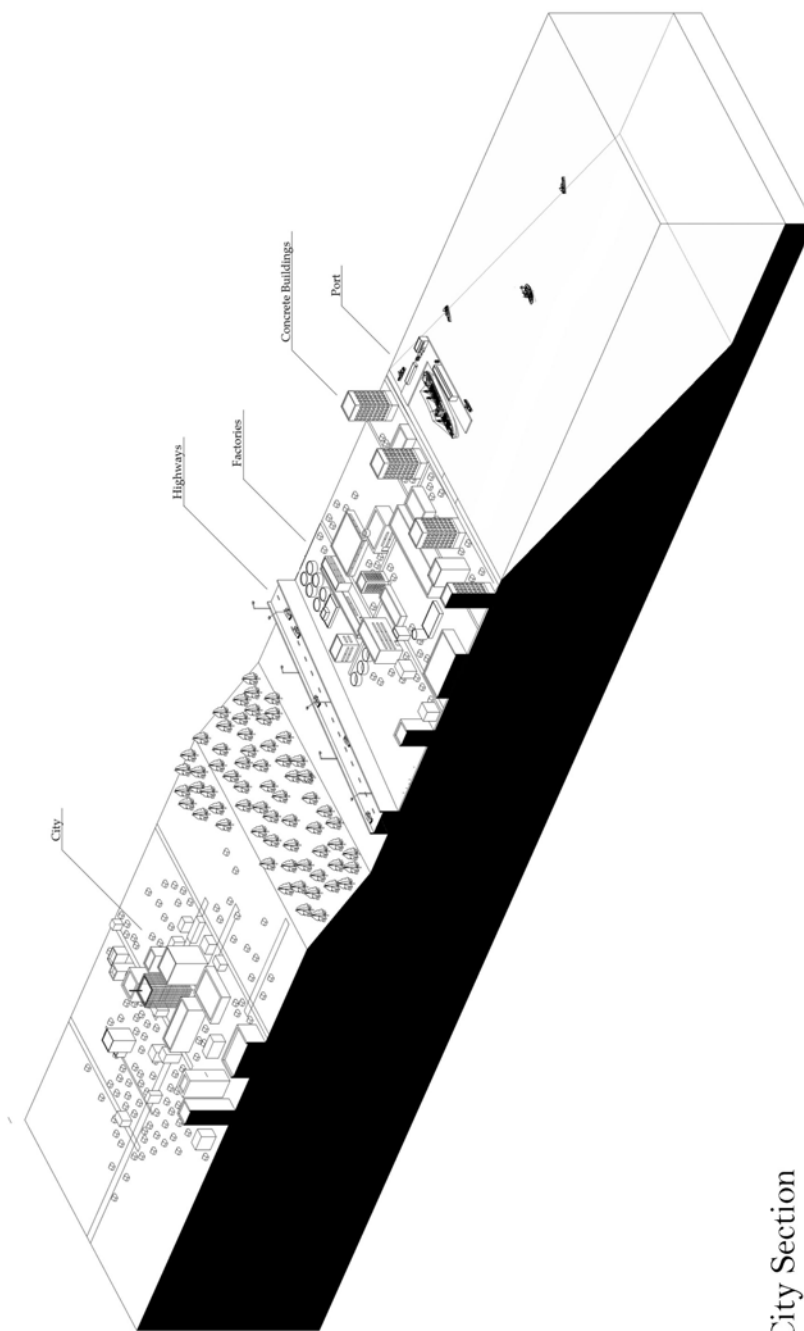 City
Highways
Factories
Concrete Buildings
Port
City Section